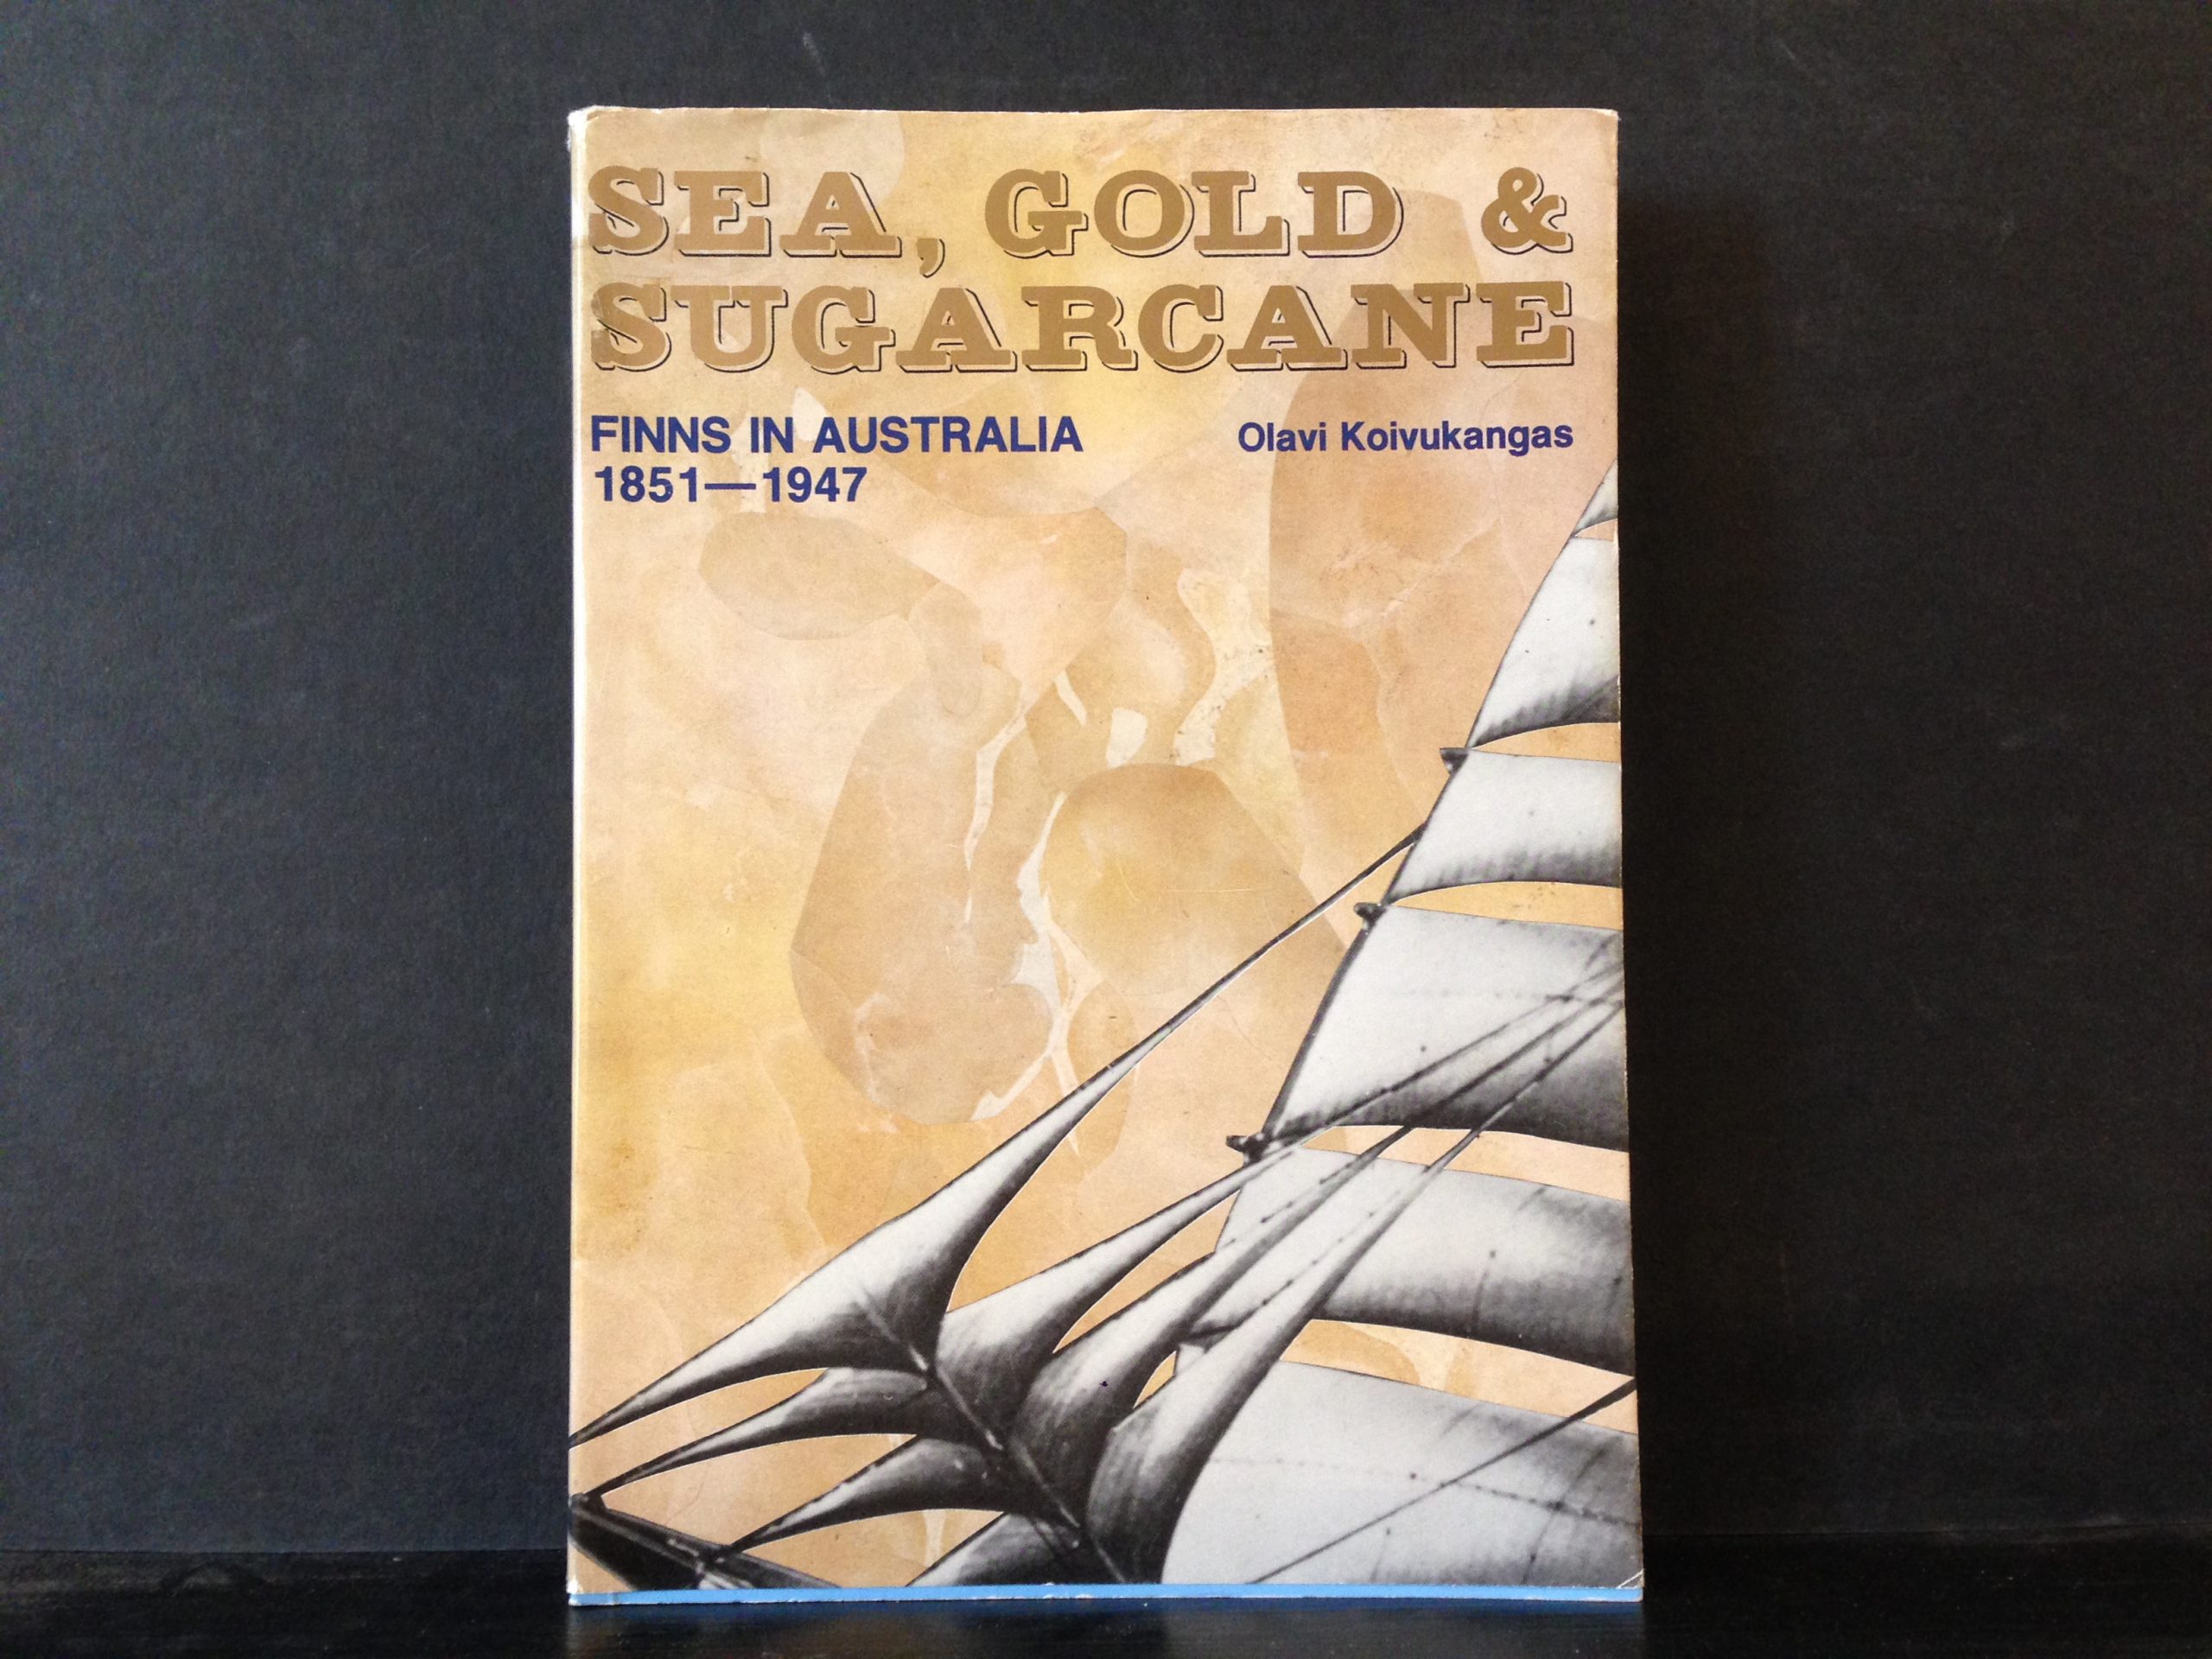 SEA, GOLD &
SUGARCANE
FINNS IN AUSTRALIA
1851—1947
Olavi Koivukangas